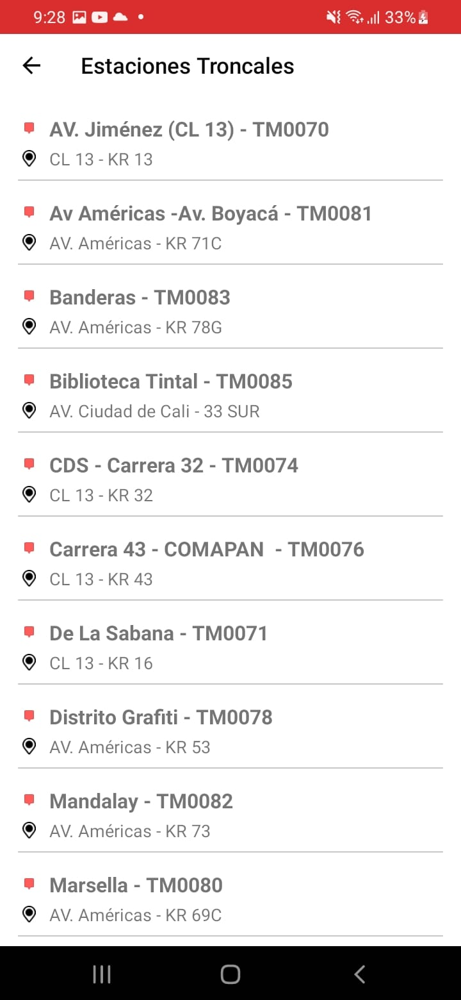 9:28 33%
Estaciones Troncales
AV. Jiménez (CL 13) - TM0070
CL 13 - KR 13
Av Américas -Av. Boyacá - TM0081
AV. Américas - KR 71C
Banderas - TM0083
AV. Américas - KR 78G
Biblioteca Tintal - TM0085
AV. Ciudad de Cali - 33 SUR
CDS - Carrera 32 - TM0074
CL 13 - KR 32
Carrera 43 - COMAPAN  - TM0076
CL 13 - KR 43
De La Sabana - TM0071
CL 13 - KR 16
Distrito Grafiti - TM0078
AV. Américas - KR 53
Mandalay - TM0082
AV. Américas - KR 73
Marsella - TM0080
AV. Américas - KR 69C